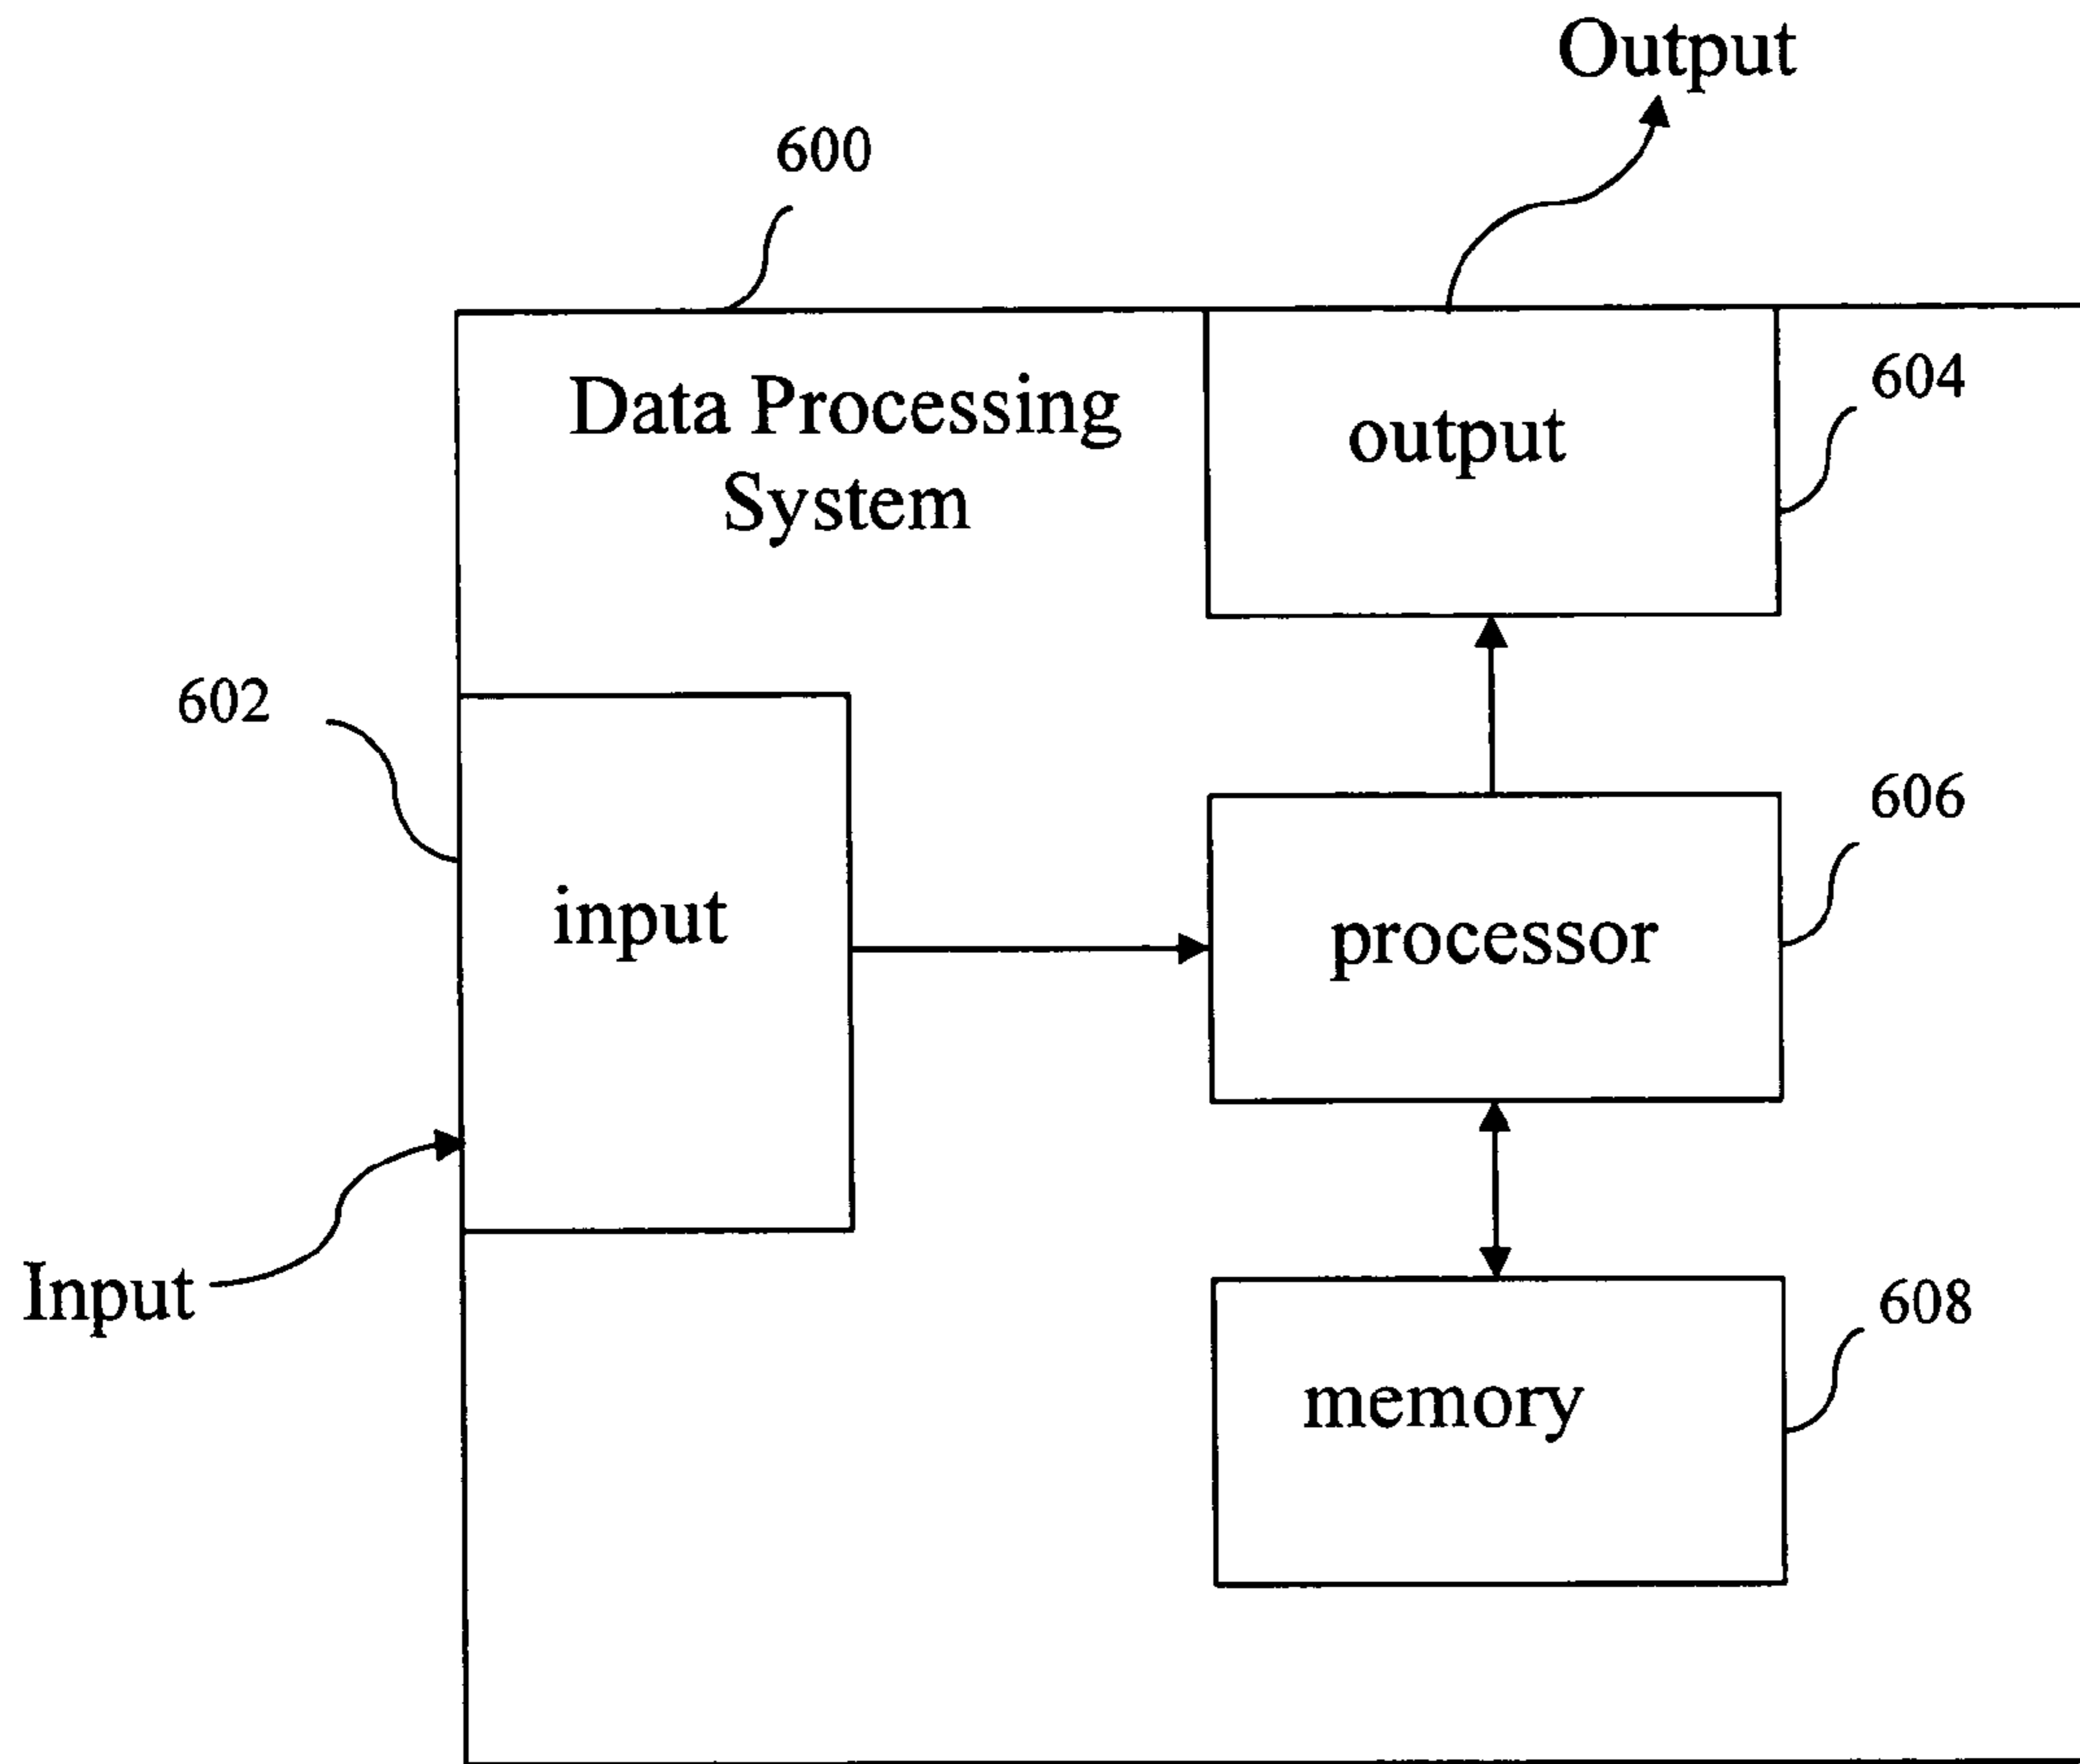 Output
600
Data Processing
System
output
604
602
input
processor
606
Input
memory
608